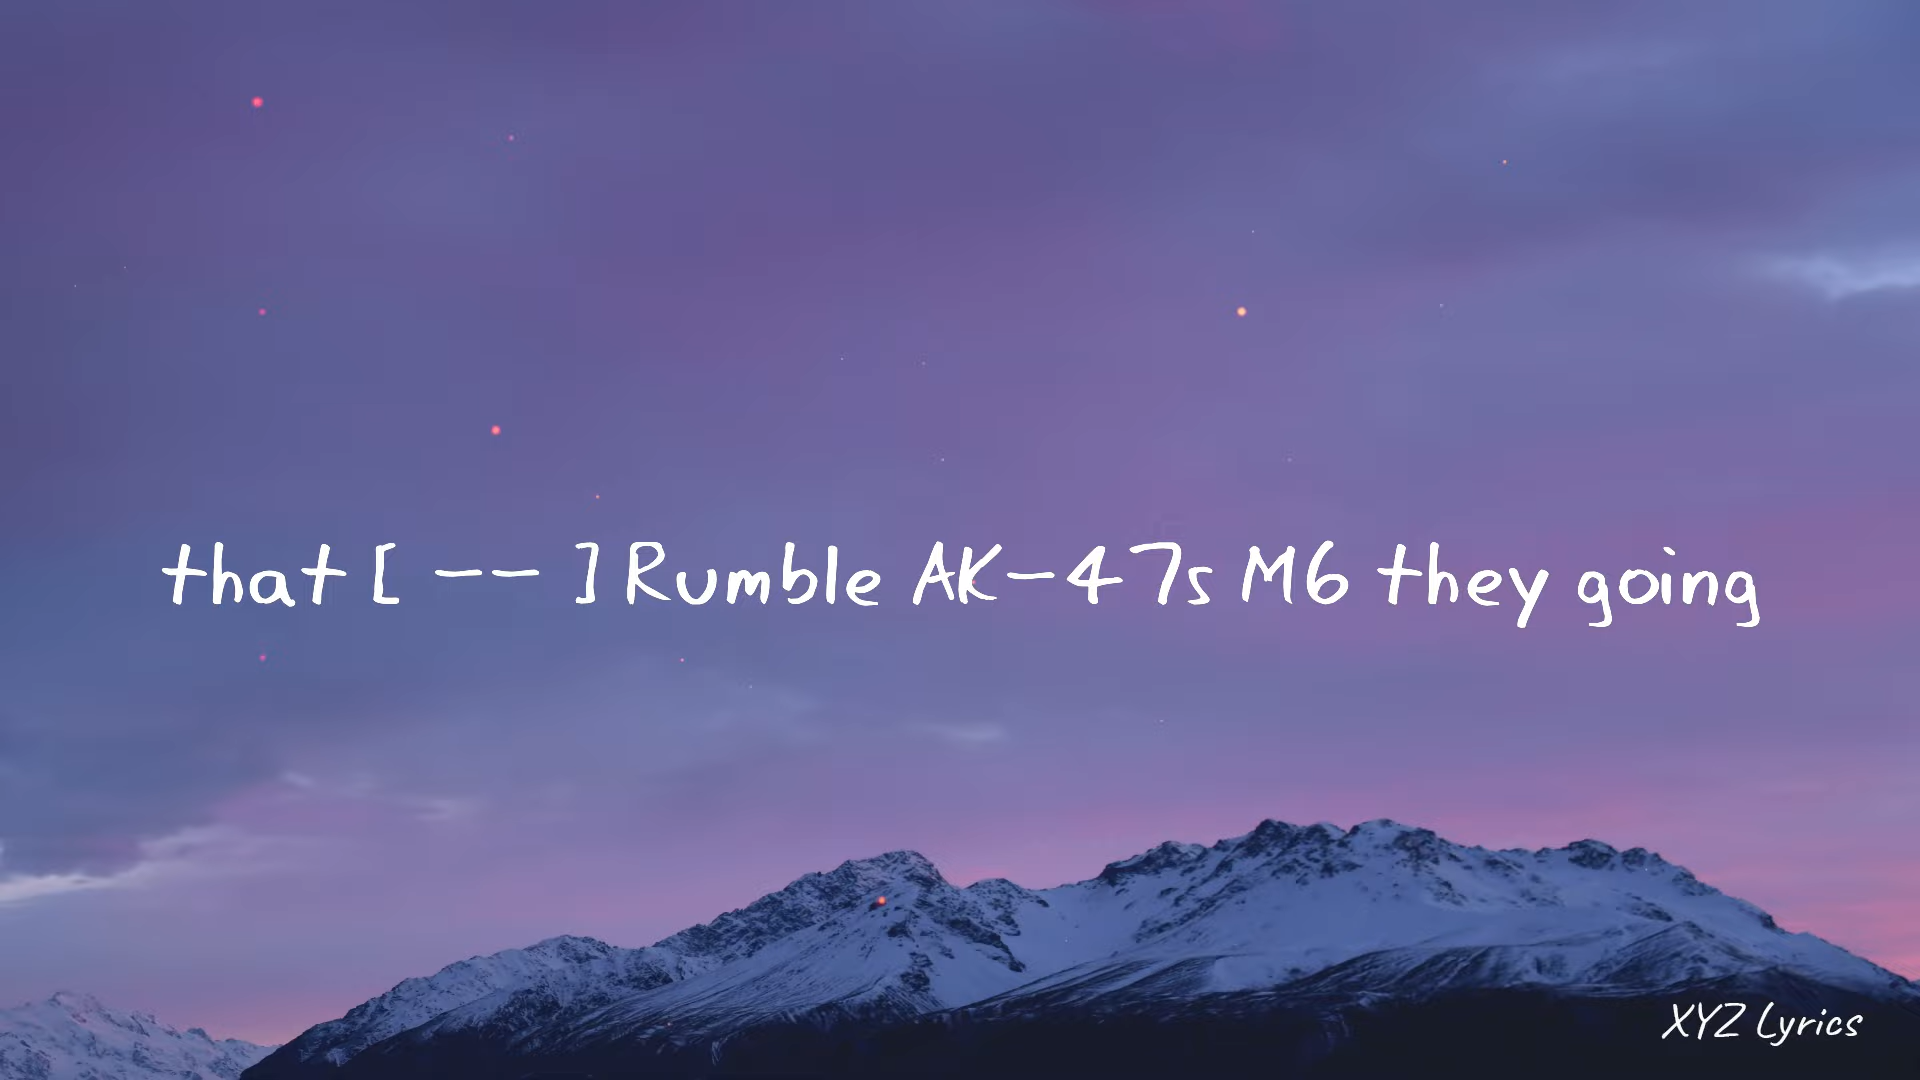 that [ -- ] Rumble AK-47s M6 they going
XYZ Lyrics